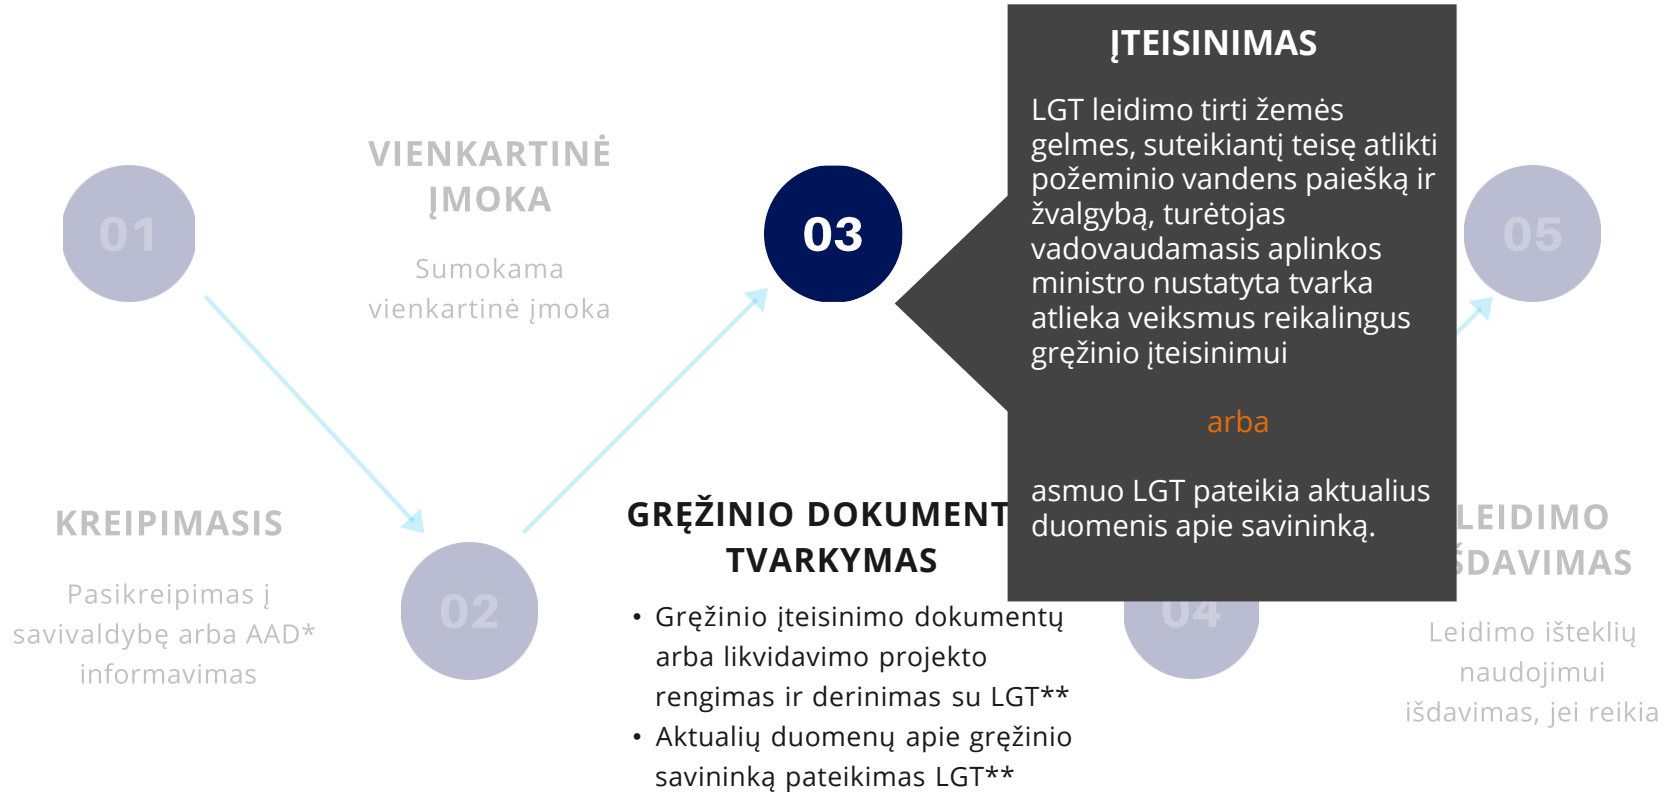 01
KREIPIMASIS
Pasikreipimas į
savivaldybę arba AAD*
informavimas
VIENKARTINĖ
ĮMOKA
Sumokama
vienkartinė įmoka
02
03
GRĘŽINIO DOKUMENT
TVARKYMAS
• Gręžinio įteisinimo dokumentų
arba likvidavimo projekto
rengimas ir derinimas su LGT**
• Aktualių duomenų apie gręžinio
savininką pateikimas LGT**
ĮTEISINIMAS
LGT leidimo tirti žemės
gelmes, suteikiantį teisę atlikti
požeminio vandens paiešką ir
žvalgybą, turėtojas
vadovaudamasis aplinkos
ministro nustatyta tvarka
atlieka veiksmus reikalingus
gręžinio įteisinimui
arba
asmuo LGT pateikia aktualius
duomenis apie savininką.
04
05
LEIDIMO
ŠDAVIMAS
Leidimo išteklių
naudojimui
išdavimas, jei reikia